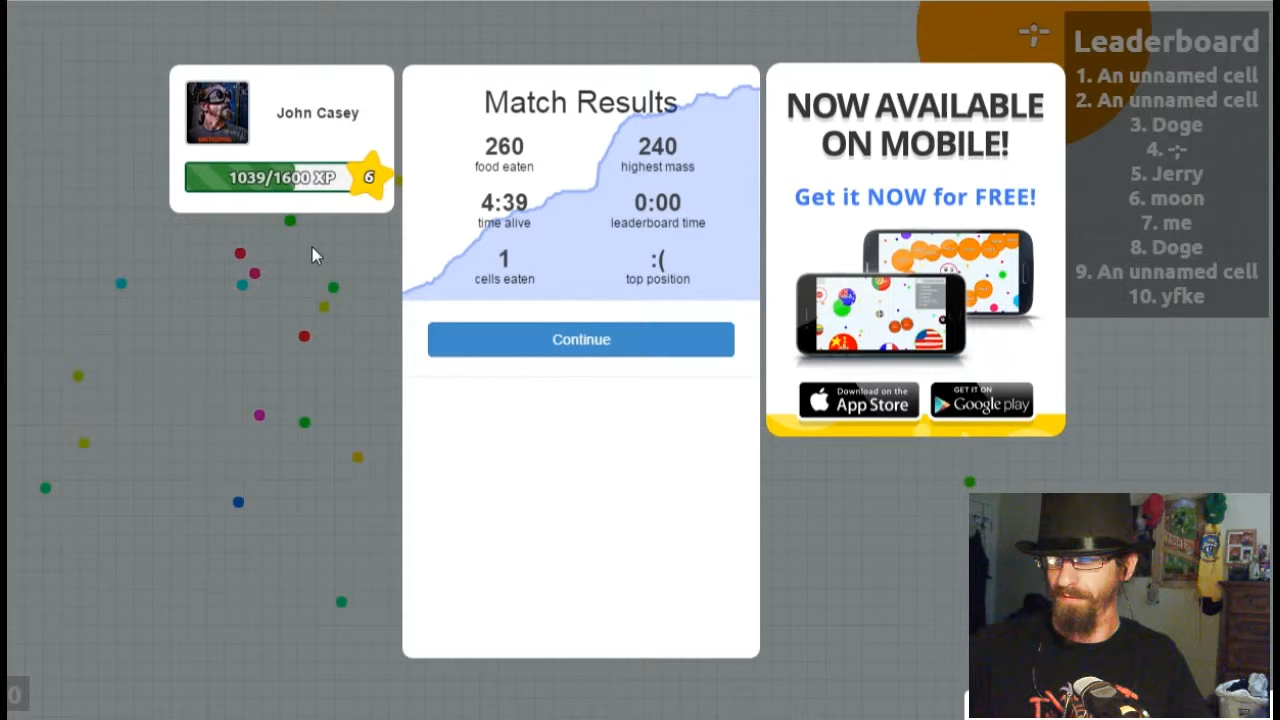 John Casey
1039/1600 XP
6
Match Results
260
food eaten
240
highest mass
4:39
time alive
0:00
leaderboard time
1
cells eaten
:(
top position
Continue
NOW AVAILABLE
ON MOBILE!
Get it NOW for FREE!
Download on the
App Store
GET IT ON
Google play
-;-
Leaderboard
1. An unnamed cell
2. An unnamed cell
3. Doge
4. -;-
5. Jerry
6. moon
7. me
8. Doge
9. An unnamed cell
10. yfke
0